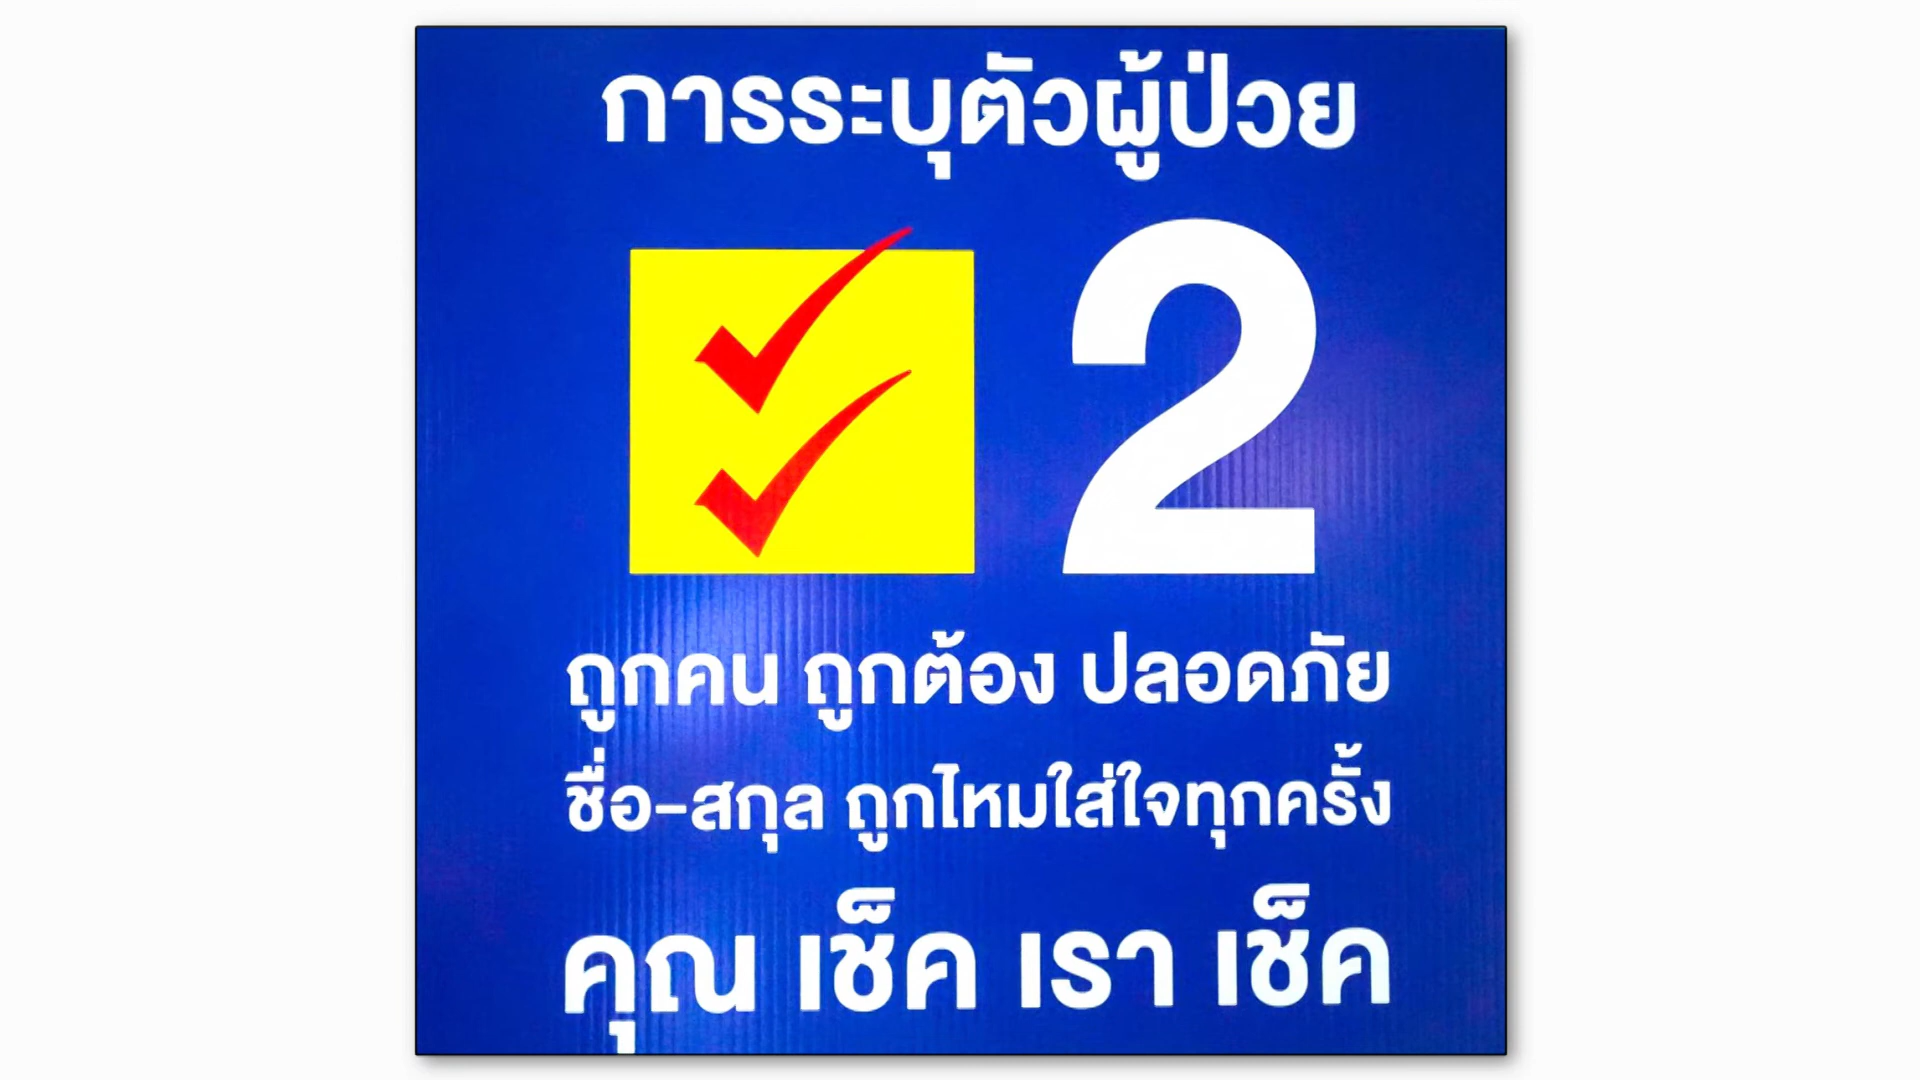 การระบุตัวผู้ป่วย
2
ถูกคน ถูกต้อง ปลอดภัย
ชื่อ-สกุล ถูกไหมใส่ใจทุกครั้ง
คุณ เช็ค เรา เช็ค